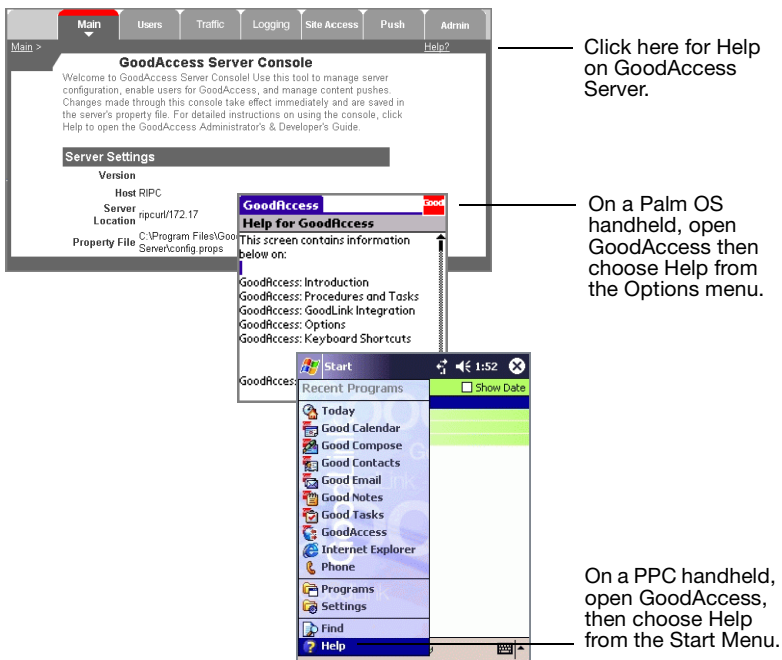 Main Users Traffic Logging Site Access Push Admin
Main > Help?
GoodAccess Server Console
Welcome to GoodAccess Server Console! Use this tool to manage server
configuration, enable users for GoodAccess, and manage content pushes.
Changes made through this console take effect immediately and are saved in
the server's property file. For detailed instructions on using the console, click
Help to open the GoodAccess Administrator's & Developer's Guide.
Server Settings
Version
Host RIPC
Server Location ripcurl/172.17
Property File C:\Program Files\Goo
Server\config.props
Click here for Help
on GoodAccess
Server.
GoodAccess Good
Help for GoodAccess
This screen contains information
below on:
GoodAccess: Introduction
GoodAccess: Procedures and Tasks
GoodAccess: GoodLink Integration
GoodAccess: Options
GoodAccess: Keyboard Shortcuts
GoodAcces
On a Palm OS
handheld, open
GoodAccess then
choose Help from
the Options menu.
Start 1:52
Recent Programs Show Date
Today
Good Calendar
Good Compose
Good Contacts
Good Email
Good Notes
Good Tasks
GoodAccess
Internet Explorer
Phone
Programs
Settings
Find
Help
On a PPC handheld,
open GoodAccess,
then choose Help
from the Start Menu.